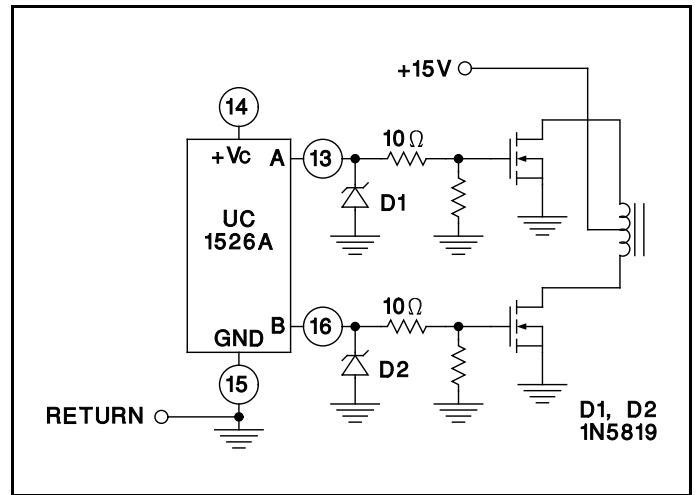 +15V
14
+VC
A
13
10Ω
D1
UC
1526A
B
16
10Ω
D2
GND
15
RETURN
D1, D2
1N5819